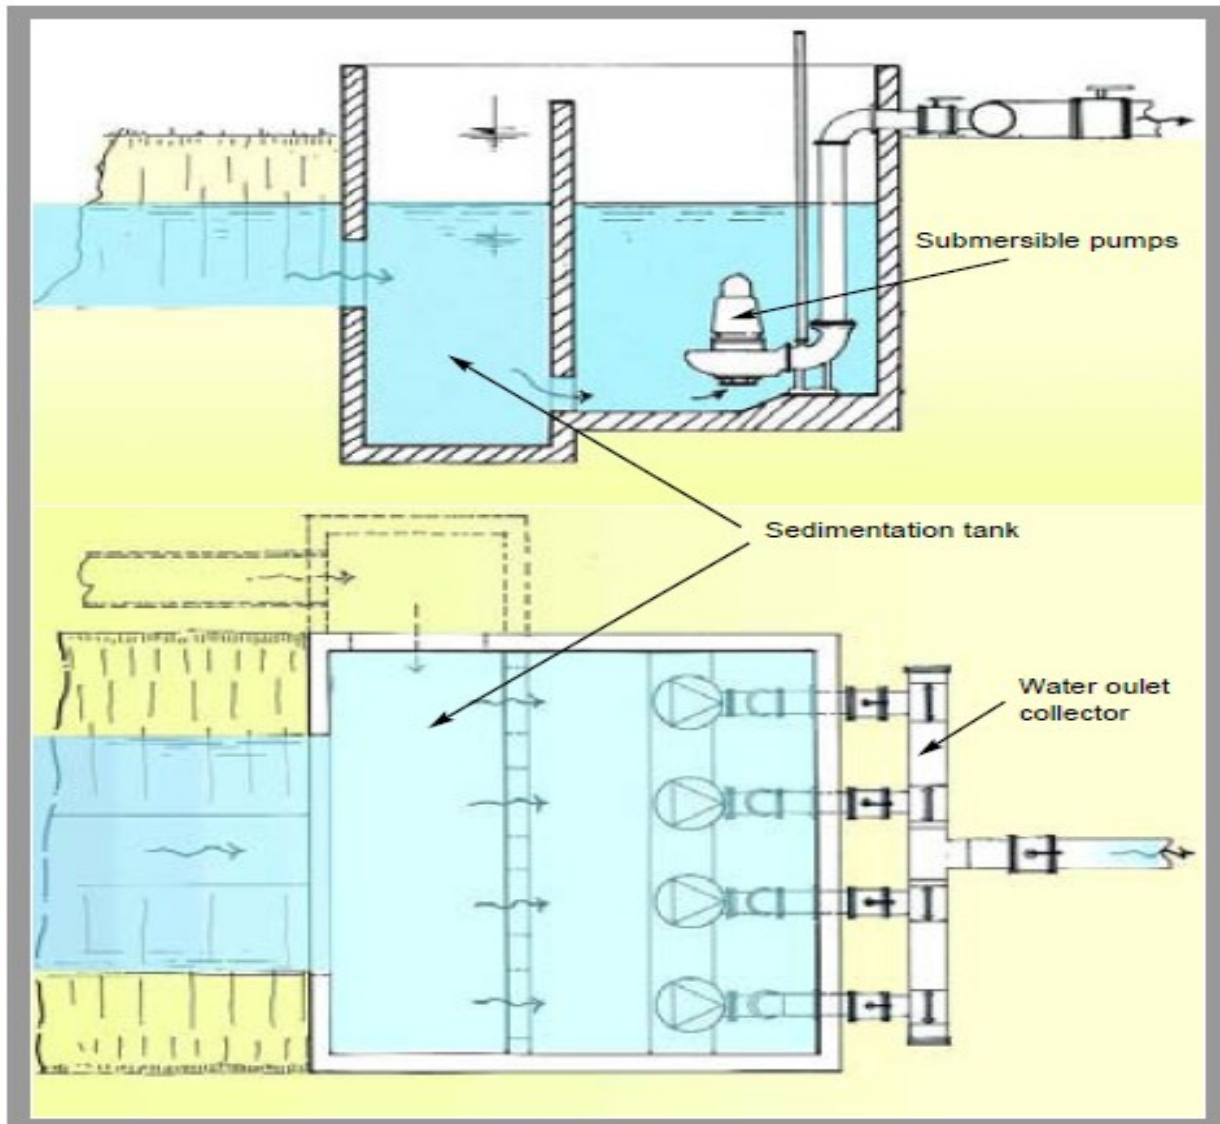 Submersible pumps
Sedimentation tank
Water oulet
collector